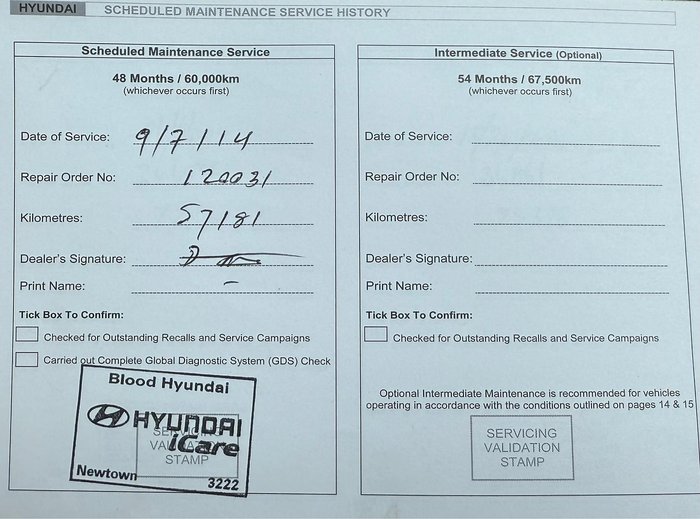 HYUNDAI SCHEDULED MAINTENANCE SERVICE HISTORY
Scheduled Maintenance Service
48 Months / 60,000km
(whichever occurs first)
Date of Service: 9/7/14
Repair Order No: 120031
Kilometres: 57181
Dealer's Signature:
Print Name: –
Tick Box To Confirm:
Checked for Outstanding Recalls and Service Campaigns
Carried out Complete Global Diagnostic System (GDS) Check
Blood Hyundai
HYUNDAI
iCare
SERVICING
VALIDATION
STAMP
Newtown 3222
Intermediate Service (Optional)
54 Months / 67,500km
(whichever occurs first)
Date of Service:
Repair Order No:
Kilometres:
Dealer's Signature:
Print Name:
Tick Box To Confirm:
Checked for Outstanding Recalls and Service Campaigns
Optional Intermediate Maintenance is recommended for vehicles
operating in accordance with the conditions outlined on pages 14 & 15
SERVICING
VALIDATION
STAMP